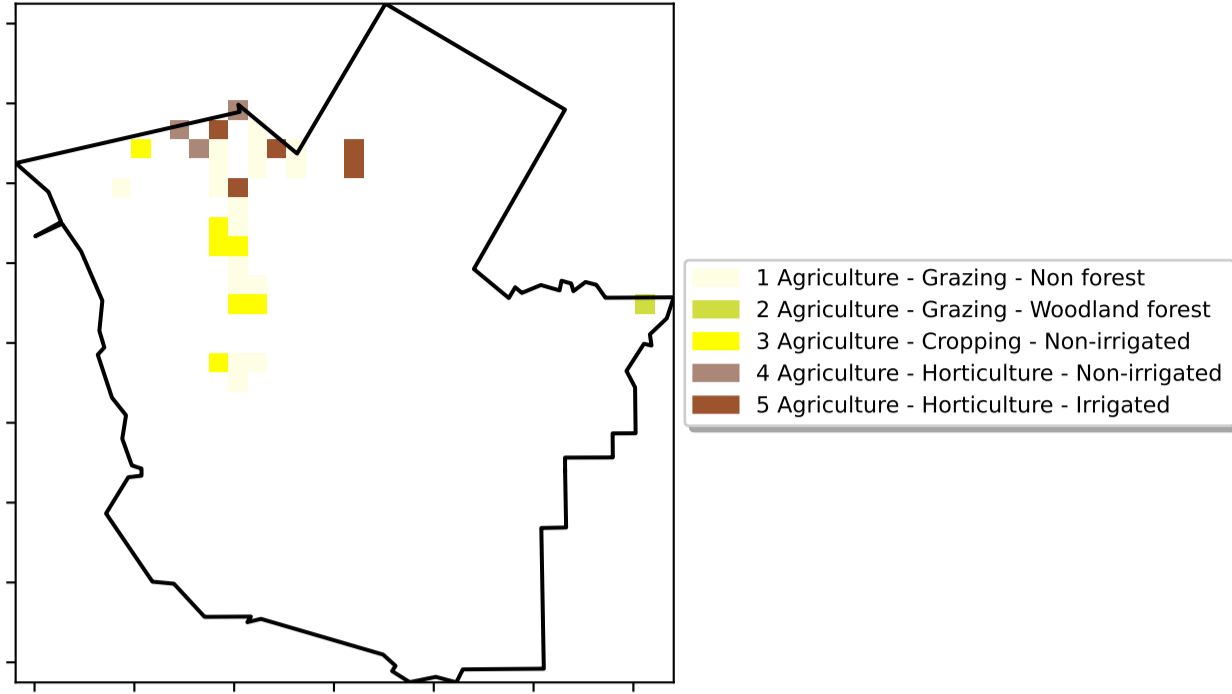 1 Agriculture - Grazing - Non forest
2 Agriculture - Grazing - Woodland forest
3 Agriculture - Cropping - Non-irrigated
4 Agriculture - Horticulture - Non-irrigated
5 Agriculture - Horticulture - Irrigated